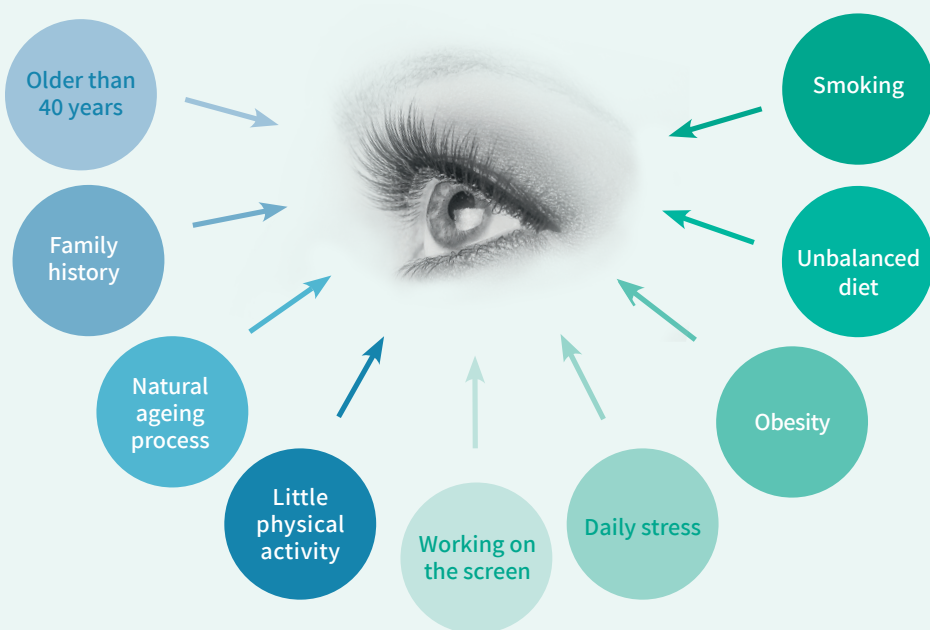 Older than
40 years
Family
history
Natural
ageing
process
Little
physical
activity
Working on
the screen
Daily stress
Obesity
Unbalanced
diet
Smoking